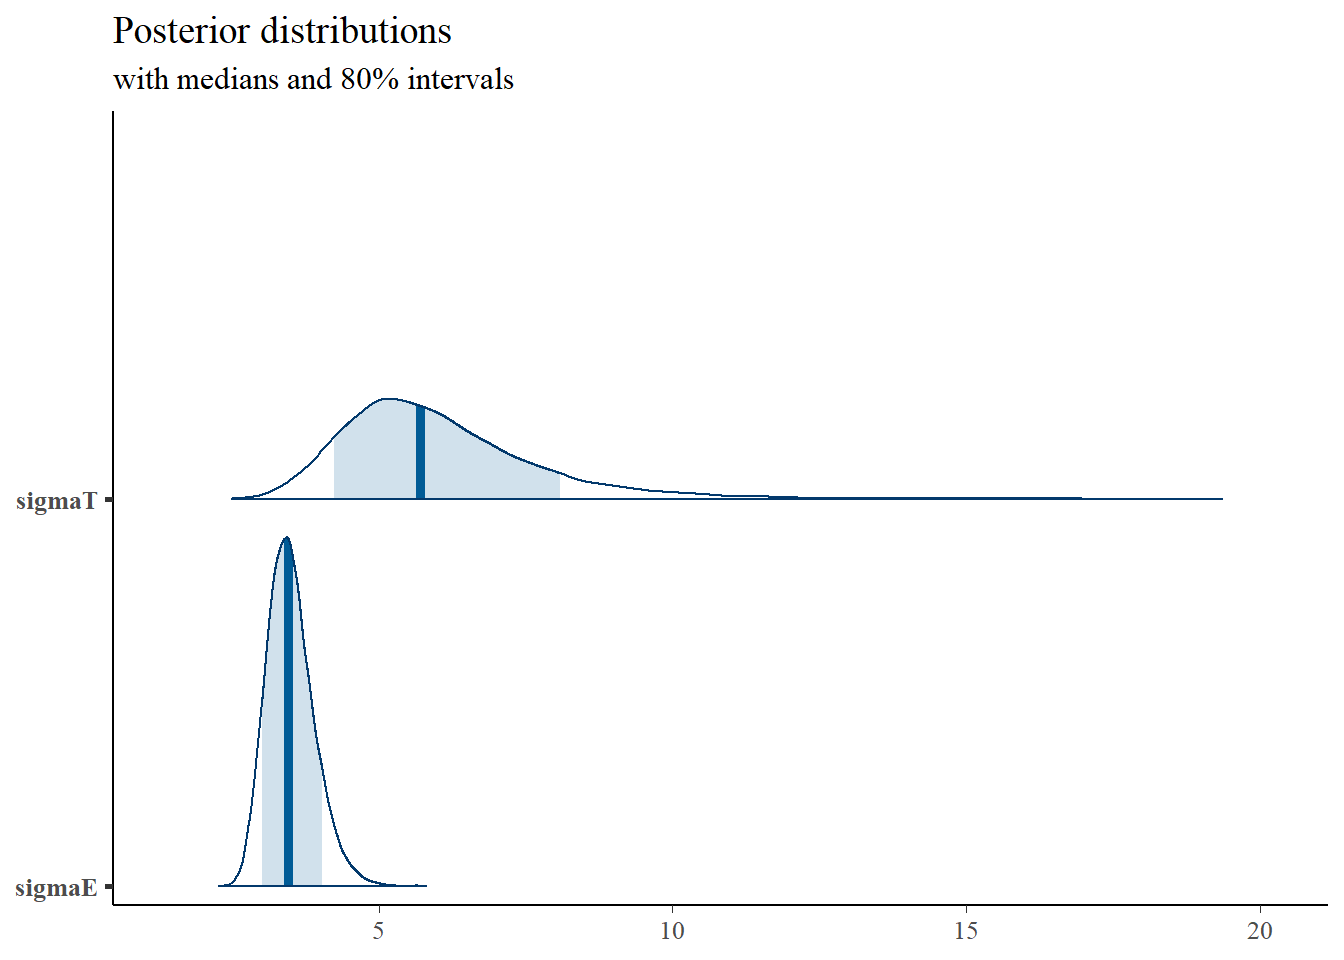 Posterior distributions
with medians and 80% intervals
sigmaT
sigmaE
5
10
15
20